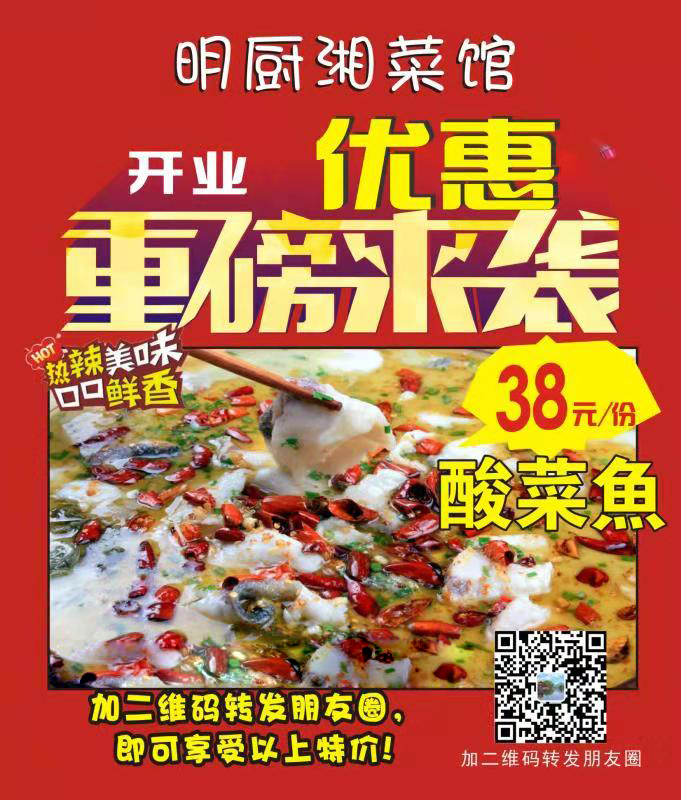 明厨湘菜馆
开业 优惠
重磅来袭
HOT
热辣美味
口口鲜香
38元/份
酸菜魚
加二维码转发朋友圈，
即可享受以上特价！
加二维码转发朋友圈